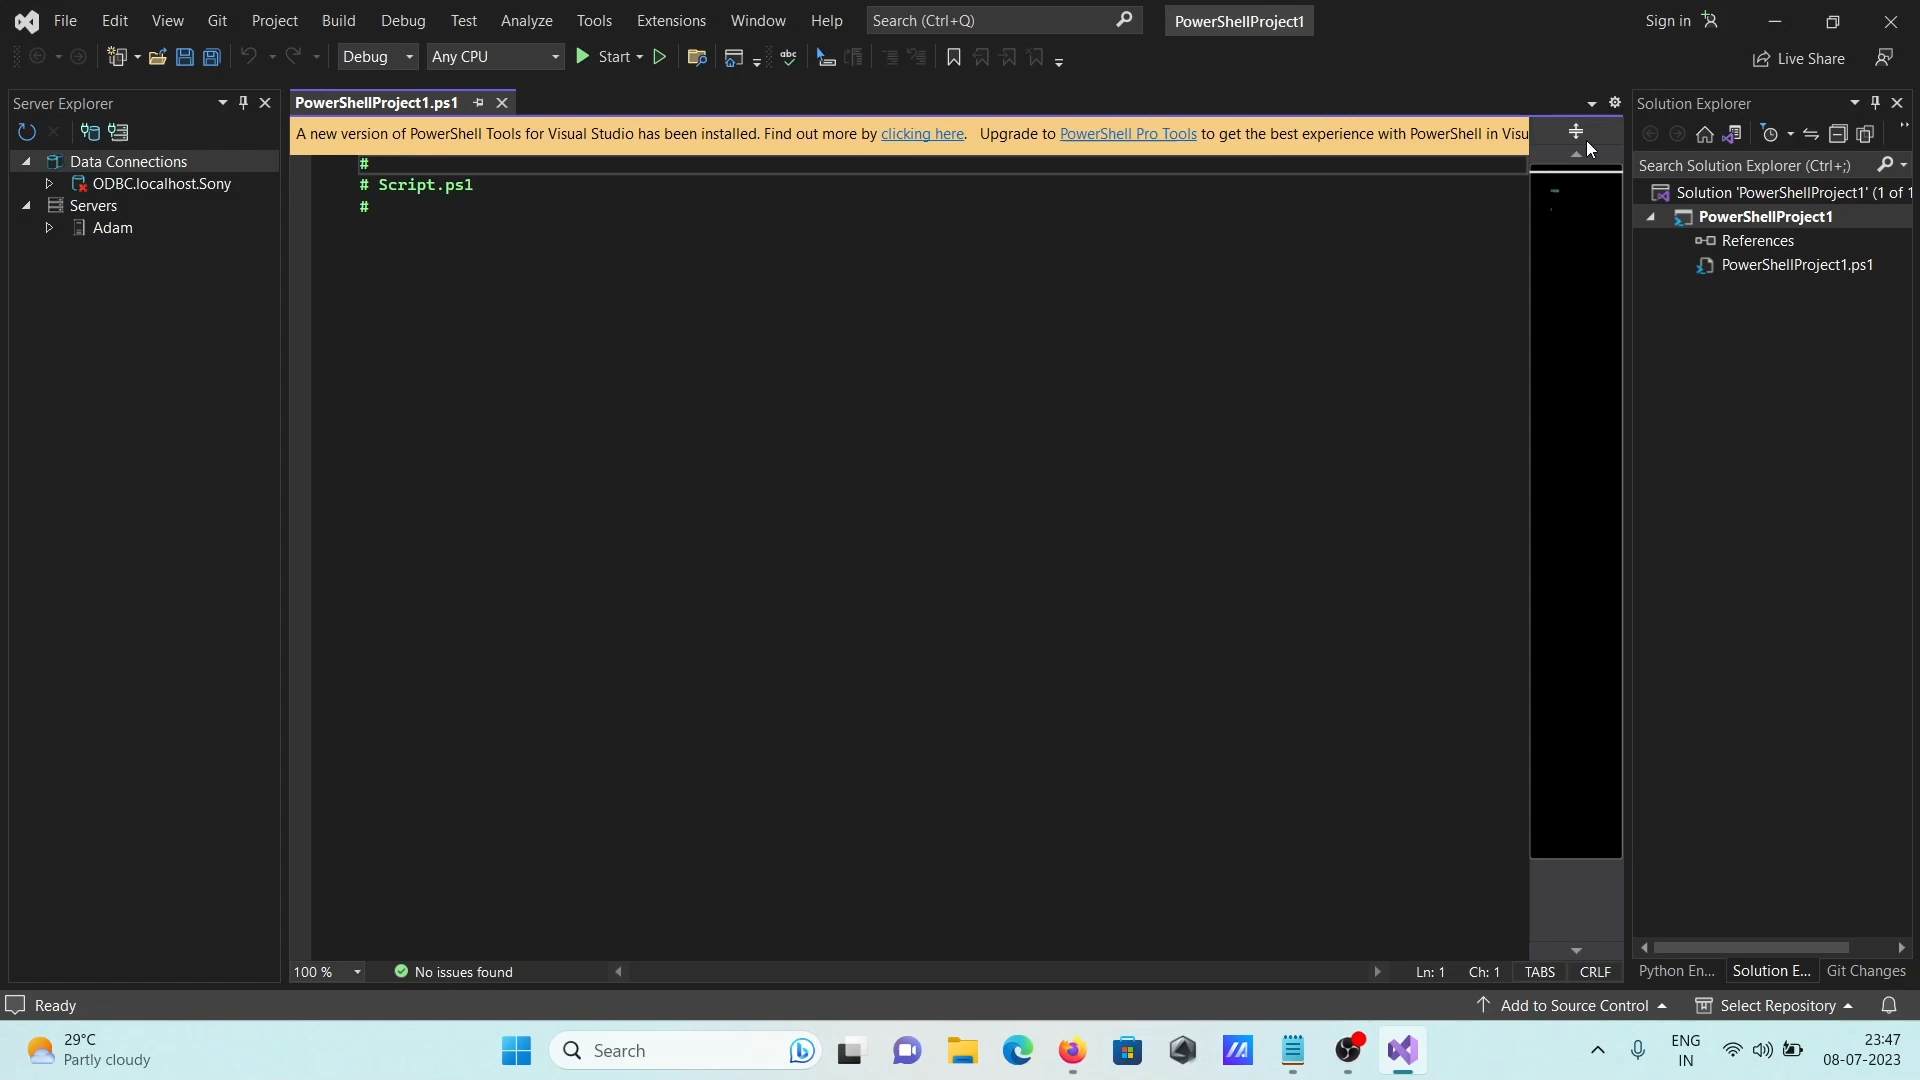 File Edit View Git Project Build Debug Test Analyze Tools Extensions Window Help Search (Ctrl+Q) PowerShellProject1 Sign in
Debug Any CPU Start abc Live Share
Server Explorer
Data Connections
ODBC.localhost.Sony
Servers
Adam
PowerShellProject1.ps1
A new version of PowerShell Tools for Visual Studio has been installed. Find out more by clicking here. Upgrade to PowerShell Pro Tools to get the best experience with PowerShell in Visu
#
# Script.ps1
#
100 % No issues found Ln: 1 Ch: 1 TABS CRLF
Solution Explorer
Search Solution Explorer (Ctrl+;)
Solution 'PowerShellProject1' (1 of 1
PowerShellProject1
References
PowerShellProject1.ps1
Python En... Solution E... Git Changes
Ready Add to Source Control Select Repository
29°C
Partly cloudy
Search
ENG
IN
23:47
08-07-2023